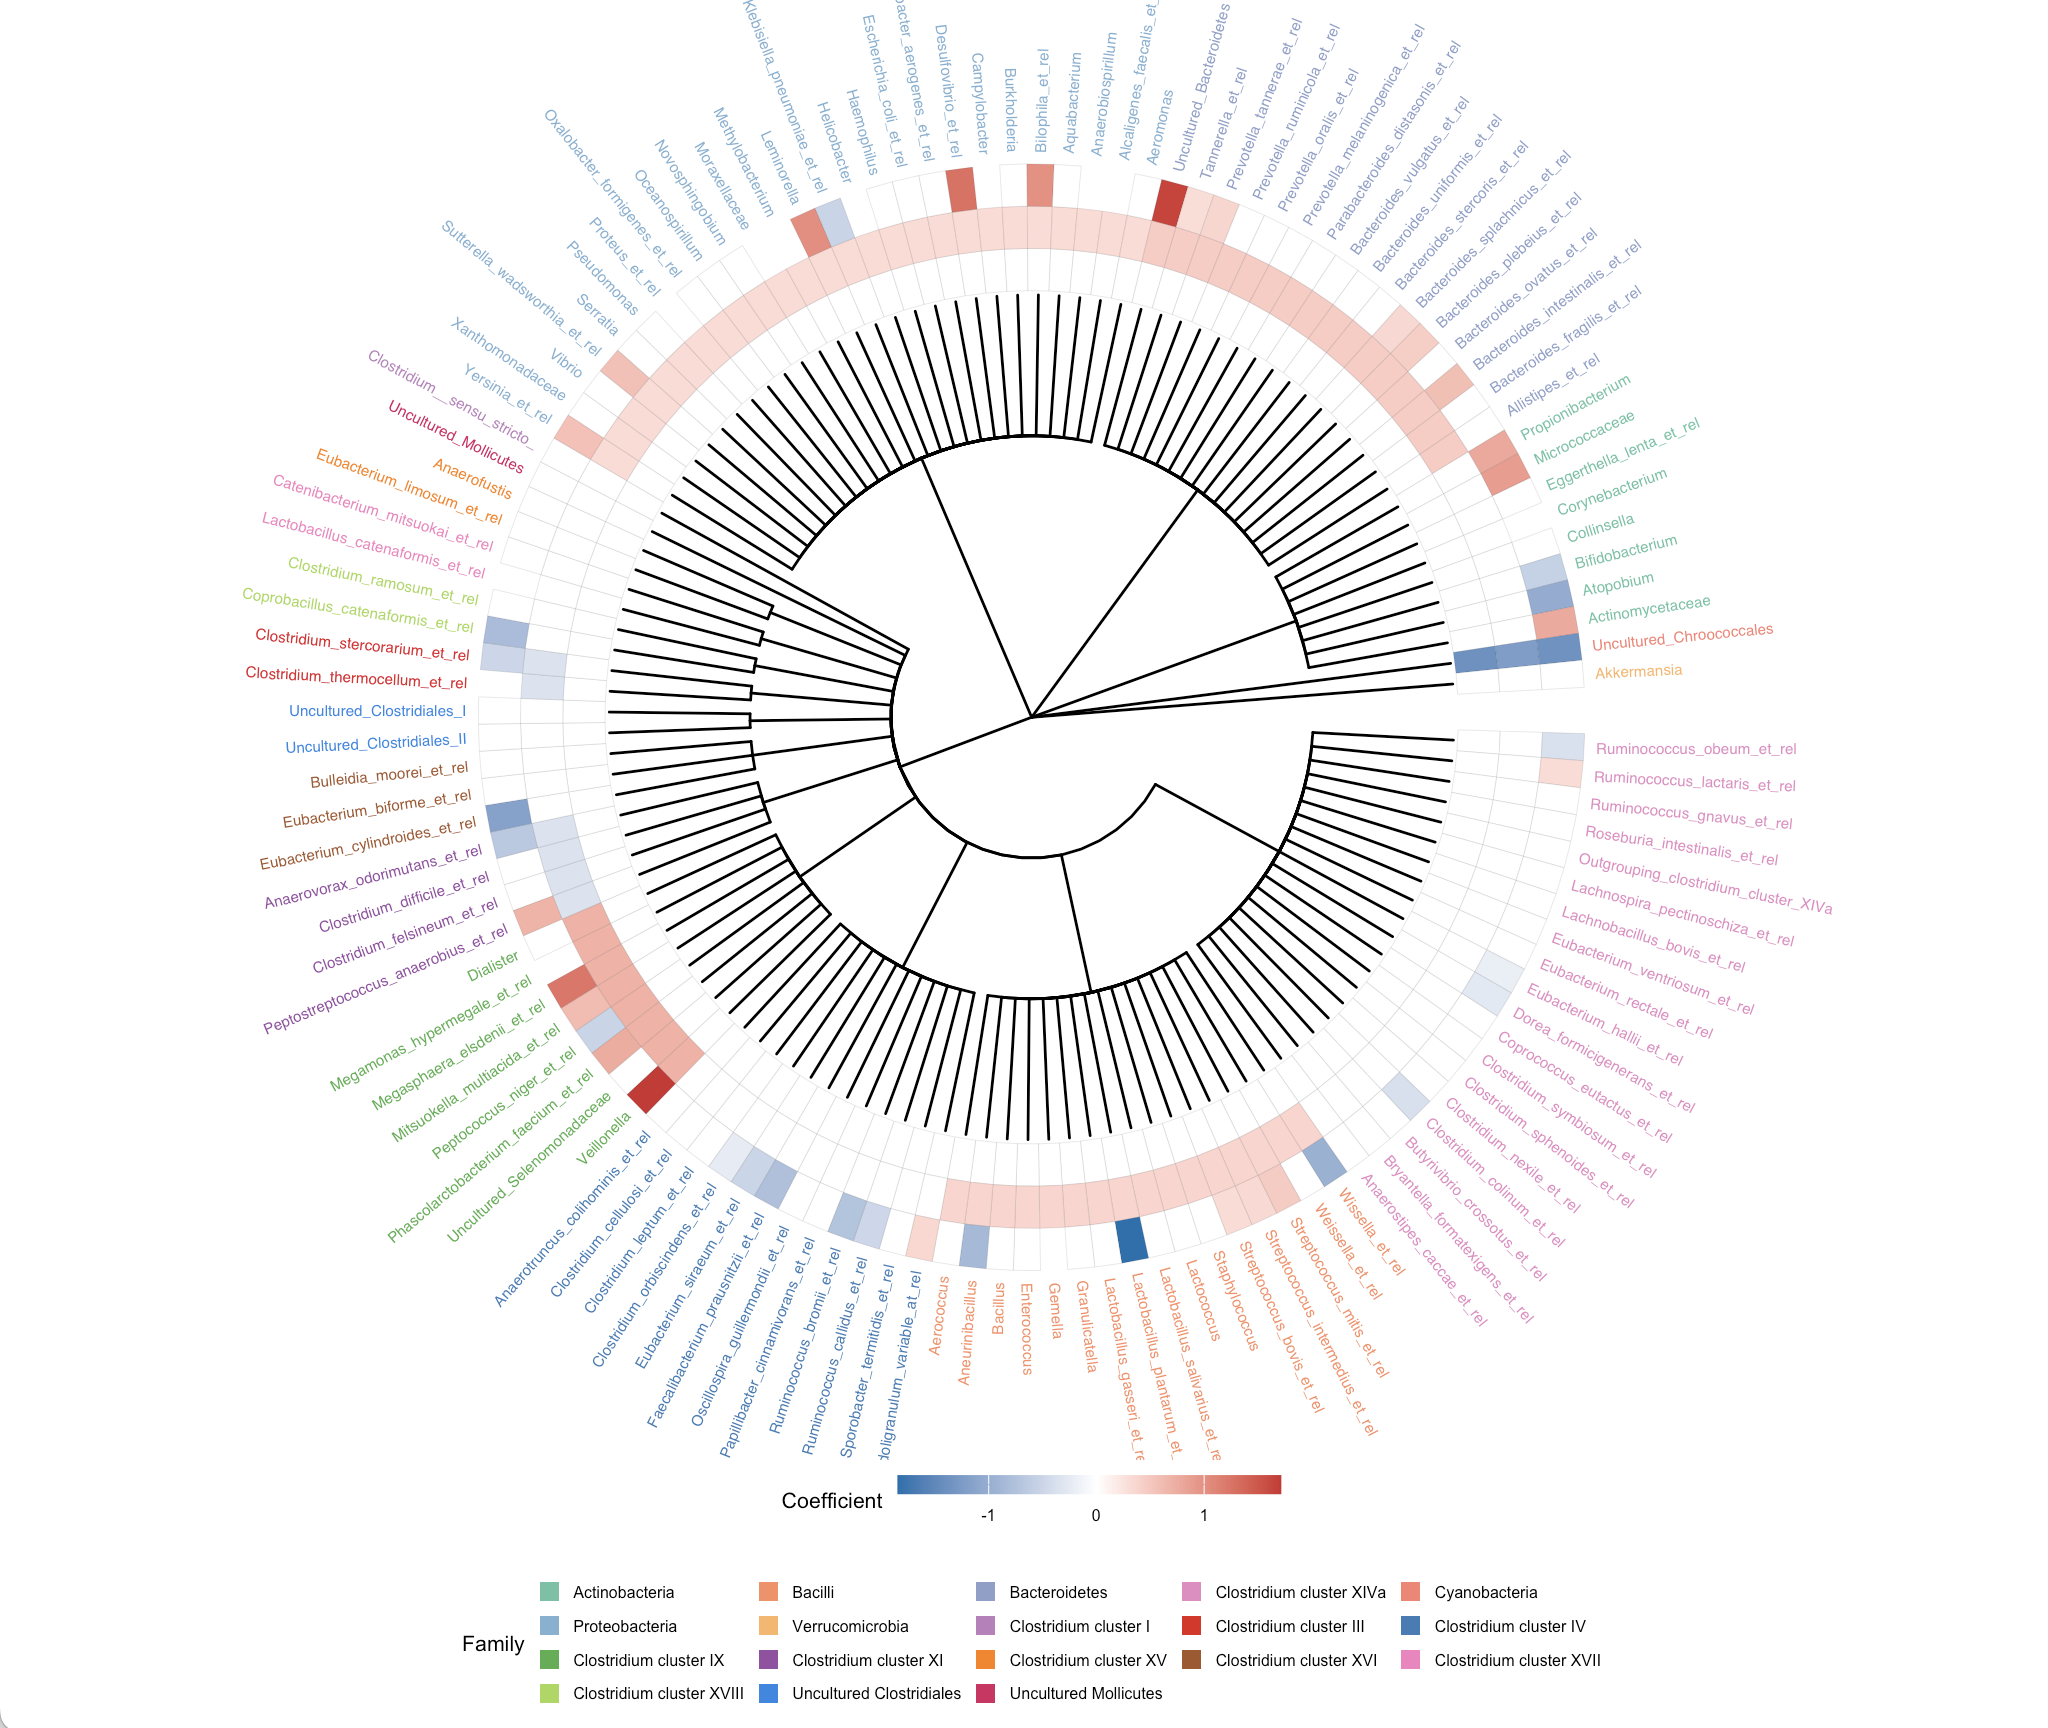 Klebsiella_pneumoniae_et_rel
Escherichia_coli_et_rel
bacter_aerogenes_et_rel
Desulfovibrio_et_rel
Campylobacter
Burkholderia
Bilophila_et_rel
Aquabacterium
Anaerobiospirillum
Alcaligenes_faecalis_et_
Aeromonas
Uncultured_Bacteroidetes
Tannerella_et_rel
Prevotella_tannerae_et_rel
Prevotella_ruminicola_et_rel
Prevotella_oralis_et_rel
Prevotella_melaninogenica_et_rel
Parabacteroides_distasonis_et_rel
Bacteroides_vulgatus_et_rel
Bacteroides_uniformis_et_rel
Bacteroides_stercoris_et_rel
Bacteroides_splachnicus_et_rel
Bacteroides_plebeius_et_rel
Bacteroides_ovatus_et_rel
Bacteroides_intestinalis_et_rel
Bacteroides_fragilis_et_rel
Allistipes_et_rel
Propionibacterium
Micrococcaceae
Eggerthella_lenta_et_rel
Corynebacterium
Collinsella
Bifidobacterium
Atopobium
Actinomycetaceae
Uncultured_Chroococcales
Akkermansia
Ruminococcus_obeum_et_rel
Ruminococcus_lactaris_et_rel
Ruminococcus_gnavus_et_rel
Roseburia_intestinalis_et_rel
Outgrouping_clostridium_cluster_XIVa
Lachnospira_pectinoschiza_et_rel
Lachnobacillus_bovis_et_rel
Eubacterium_ventriosum_et_rel
Eubacterium_rectale_et_rel
Eubacterium_hallii_et_rel
Dorea_formicigenerans_et_rel
Coprococcus_eutactus_et_rel
Clostridium_symbiosum_et_rel
Clostridium_sphenoides_et_rel
Clostridium_nexile_et_rel
Clostridium_colinum_et_rel
Butyrivibrio_crossotus_et_rel
Bryantella_formatexigens_et_rel
Anaerostipes_caccae_et_rel
Wissella_et_rel
Weissella_et_rel
Streptococcus_mitis_et_rel
Streptococcus_intermedius_et_rel
Streptococcus_bovis_et_rel
Staphylococcus
Lactococcus
Lactobacillus_salivarius_et_re
Lactobacillus_plantarum_et_
Lactobacillus_gasseri_et_re
Granulicatella
Gemella
Enterococcus
Bacillus
Aneurinibacillus
Aerococcus
doligranulum_variable_at_rel
Sporobacter_termitidis_et_rel
Ruminococcus_callidus_et_rel
Ruminococcus_bromii_et_rel
Papillibacter_cinnamivorans_et_rel
Oscillospira_guillermondii_et_rel
Faecalibacterium_prausnitzii_et_rel
Eubacterium_siraeum_et_rel
Clostridium_orbiscindens_et_rel
Clostridium_leptum_et_rel
Clostridium_cellulosi_et_rel
Anaerotruncus_colihominis_et_rel
Veillonella
Uncultured_Selenomonadaceae
Phascolarctobacterium_faecium_et_rel
Peptococcus_niger_et_rel
Mitsuokella_multiacida_et_rel
Megasphaera_elsdenii_et_rel
Megamonas_hypermegale_et_rel
Dialister
Peptostreptococcus_anaerobius_et_rel
Clostridium_felsineum_et_rel
Clostridium_difficile_et_rel
Anaerovorax_odorimutans_et_rel
Eubacterium_cylindroides_et_rel
Eubacterium_biforme_et_rel
Bulleidia_moorei_et_rel
Uncultured_Clostridiales_II
Uncultured_Clostridiales_I
Clostridium_thermocellum_et_rel
Clostridium_stercorarium_et_rel
Coprobacillus_catenaformis_et_rel
Clostridium_ramosum_et_rel
Lactobacillus_catenaformis_et_rel
Catenibacterium_mitsuokai_et_rel
Eubacterium_limosum_et_rel
Anaerofustis
Uncultured_Mollicutes
Clostridium__sensu_stricto_
Yersinia_et_rel
Xanthomonadaceae
Vibrio
Sutterella_wadsworthia_et_rel
Serratia
Pseudomonas
Proteus_et_rel
Oxalobacter_formigenes_et_rel
Oceanospirillum
Novosphingobium
Moraxellaceae
Methylobacterium
Leminorella
Helicobacter
Haemophilus
Coefficient
-1 0 1
Family
Actinobacteria
Bacilli
Bacteroidetes
Clostridium cluster XIVa
Cyanobacteria
Proteobacteria
Verrucomicrobia
Clostridium cluster I
Clostridium cluster III
Clostridium cluster IV
Clostridium cluster IX
Clostridium cluster XI
Clostridium cluster XV
Clostridium cluster XVI
Clostridium cluster XVII
Clostridium cluster XVIII
Uncultured Clostridiales
Uncultured Mollicutes